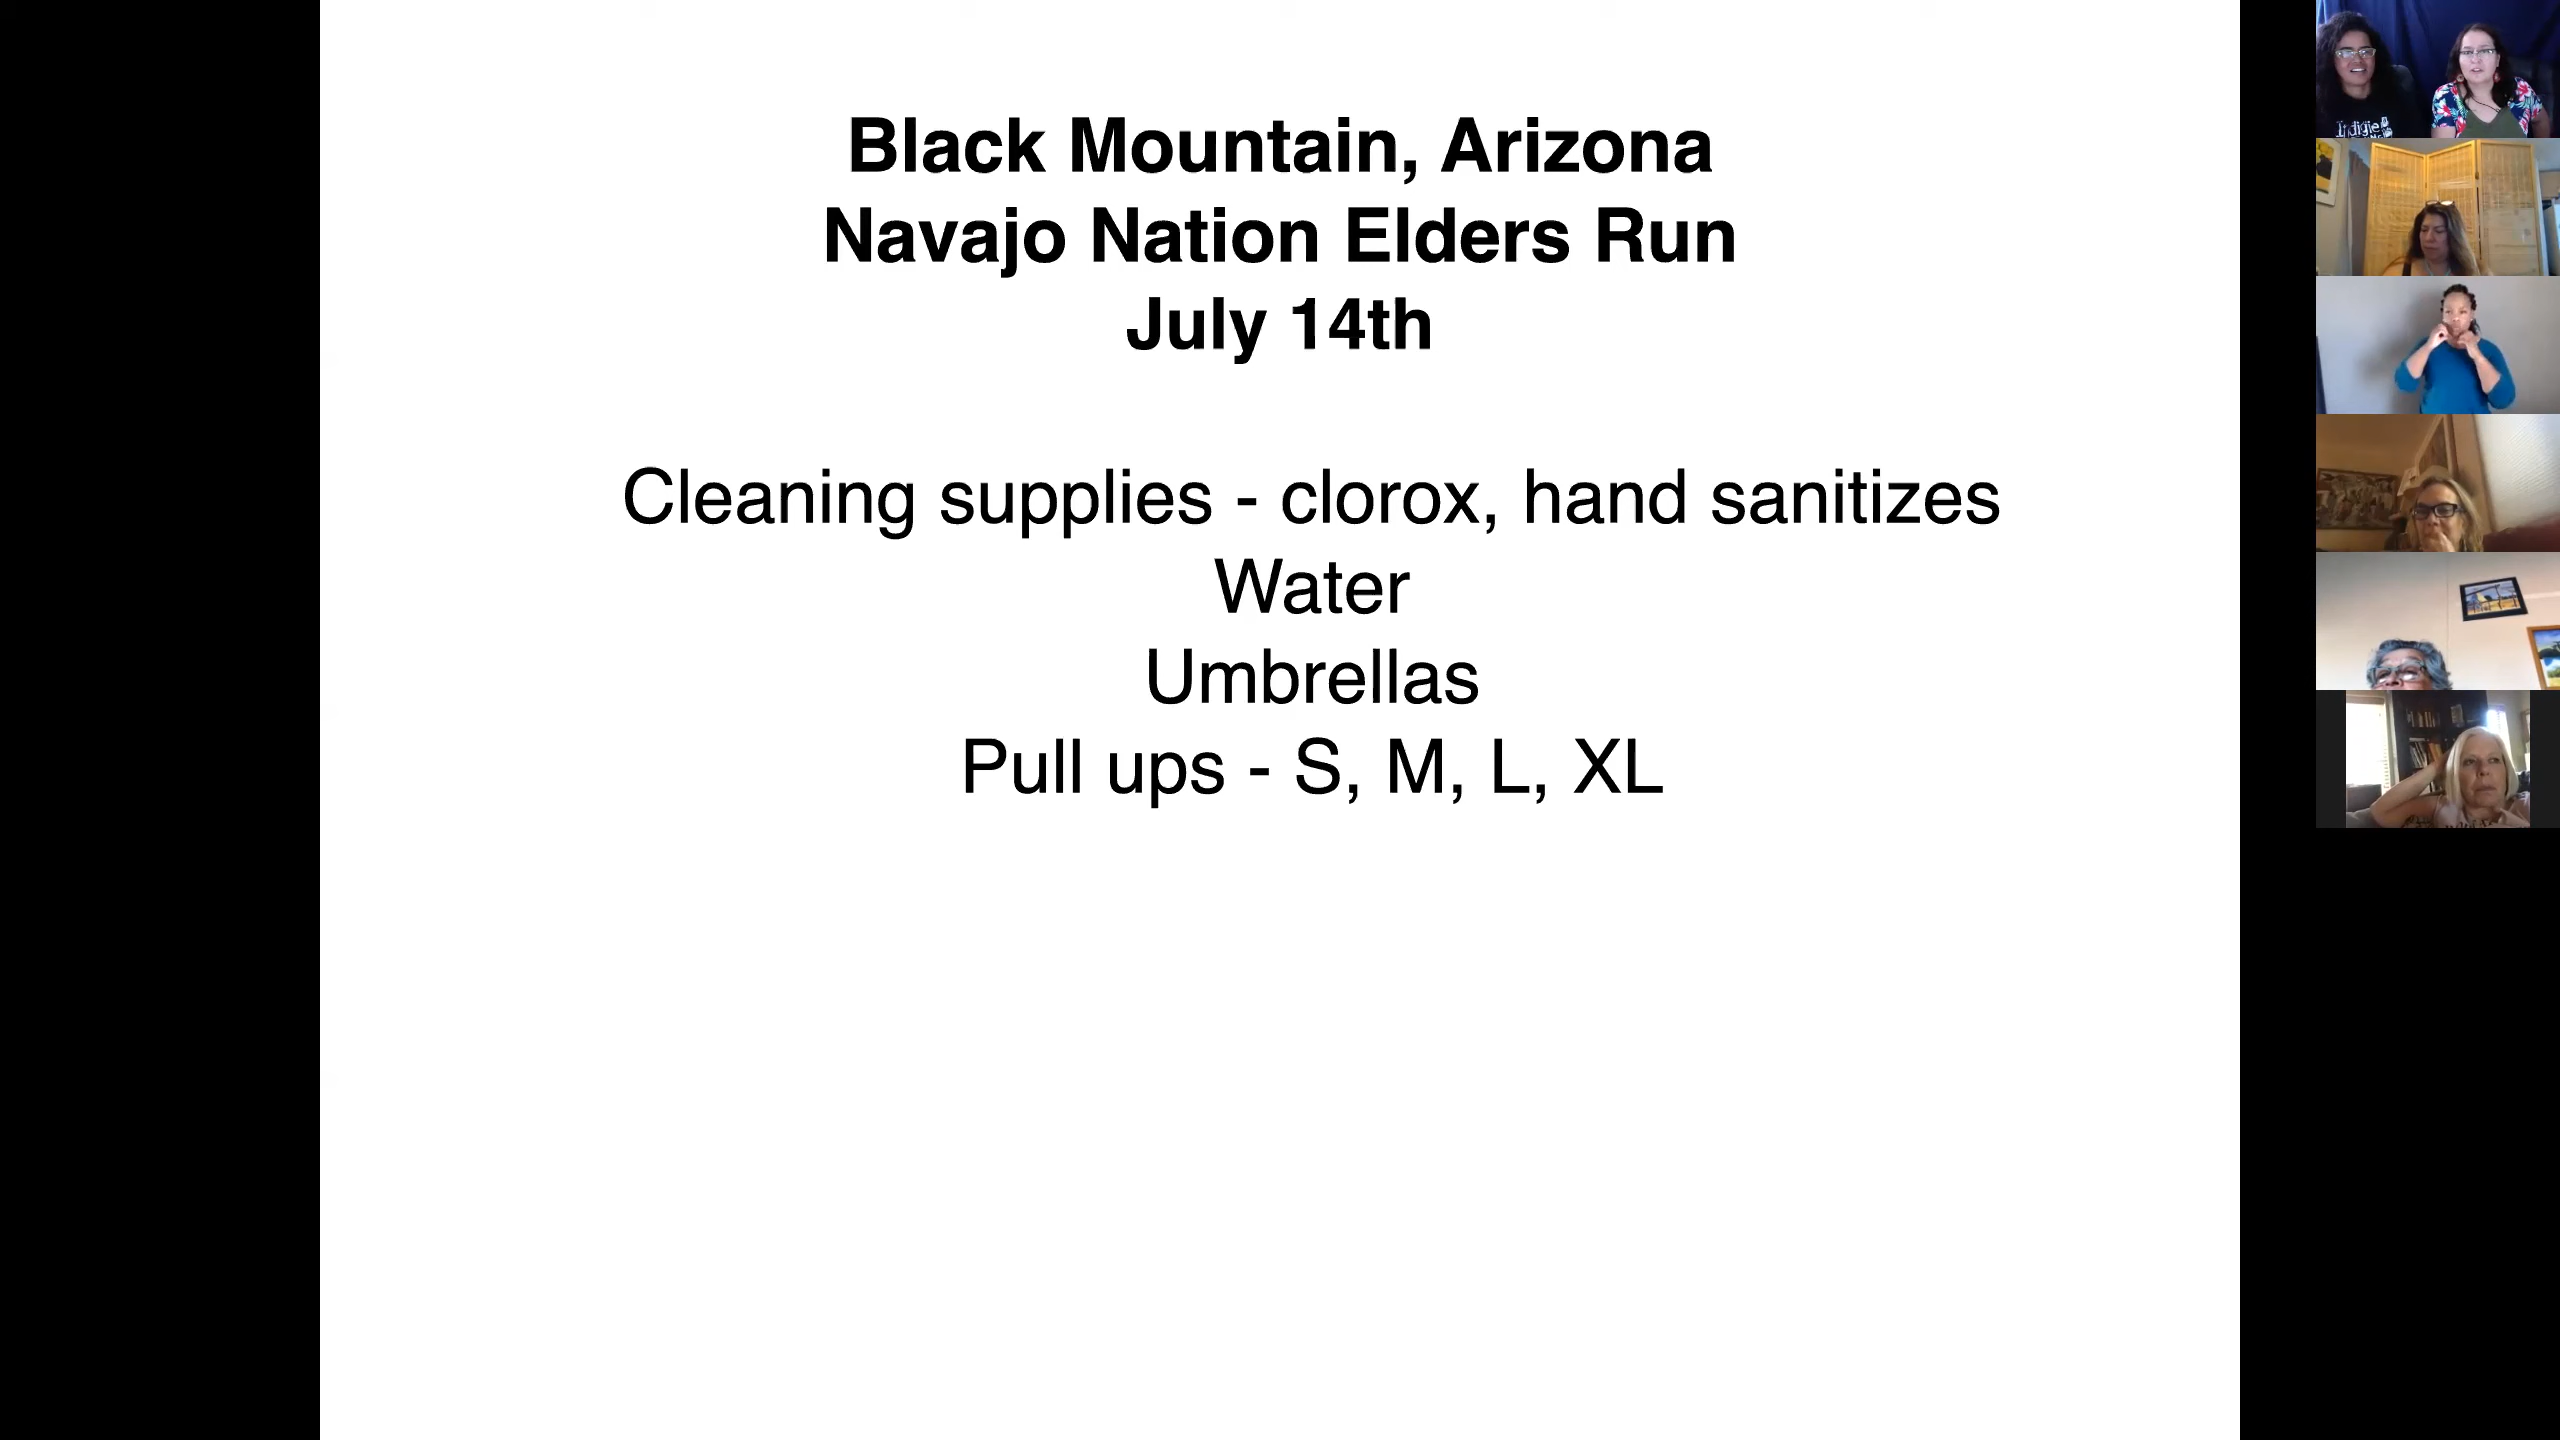 Black Mountain, Arizona
Navajo Nation Elders Run
July 14th
Cleaning supplies - clorox, hand sanitizes
Water
Umbrellas
Pull ups - S, M, L, XL
Indigie